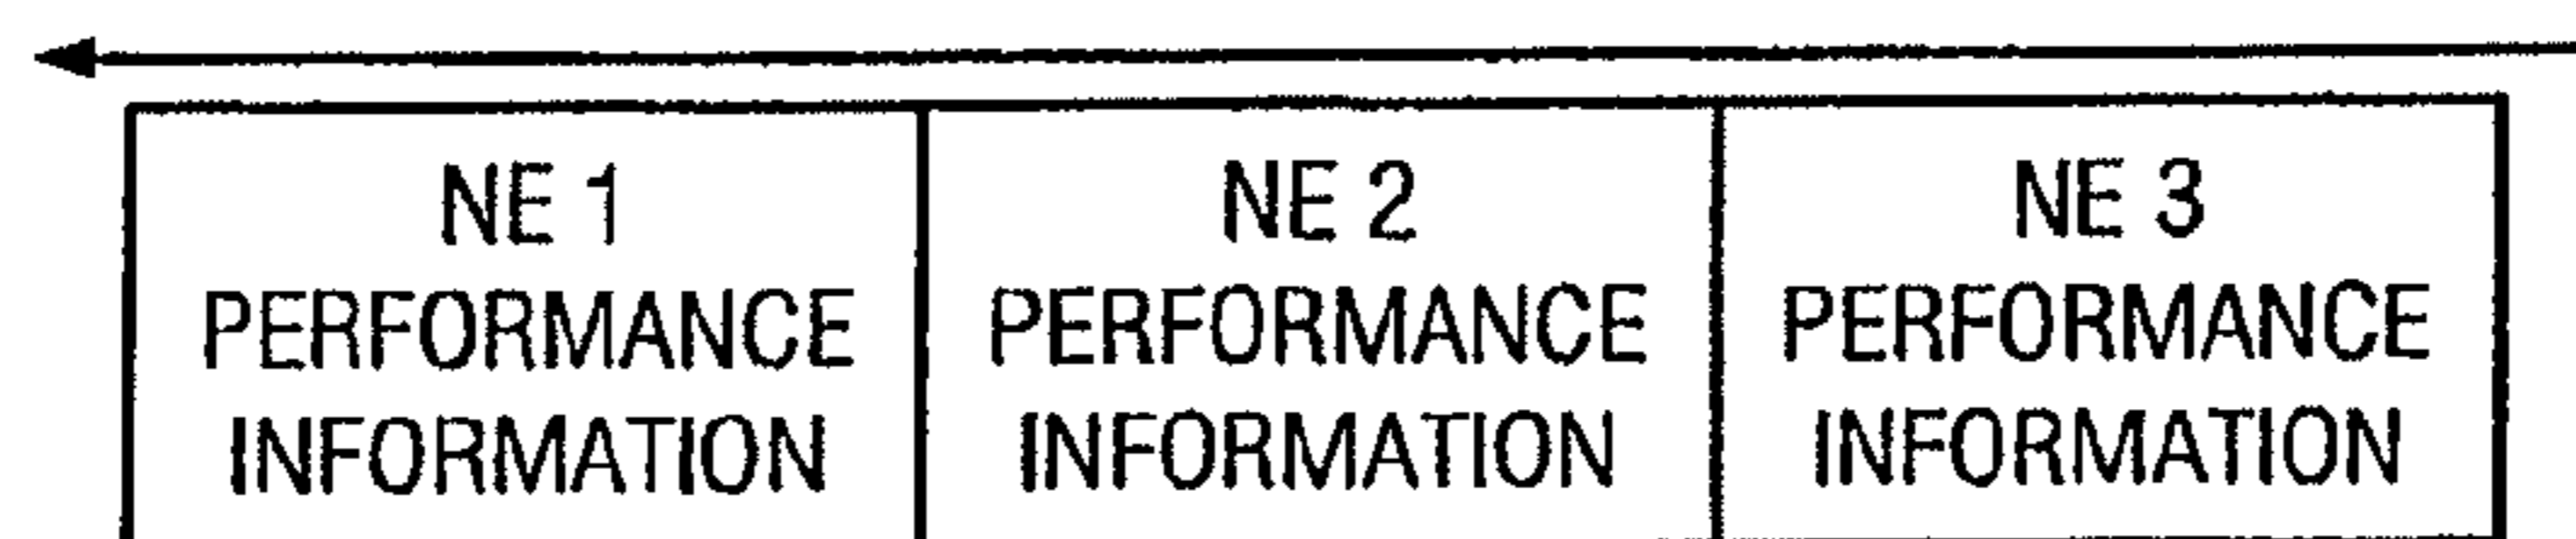 NE 1
PERFORMANCE
INFORMATION
NE 2
PERFORMANCE
INFORMATION
NE 3
PERFORMANCE
INFORMATION